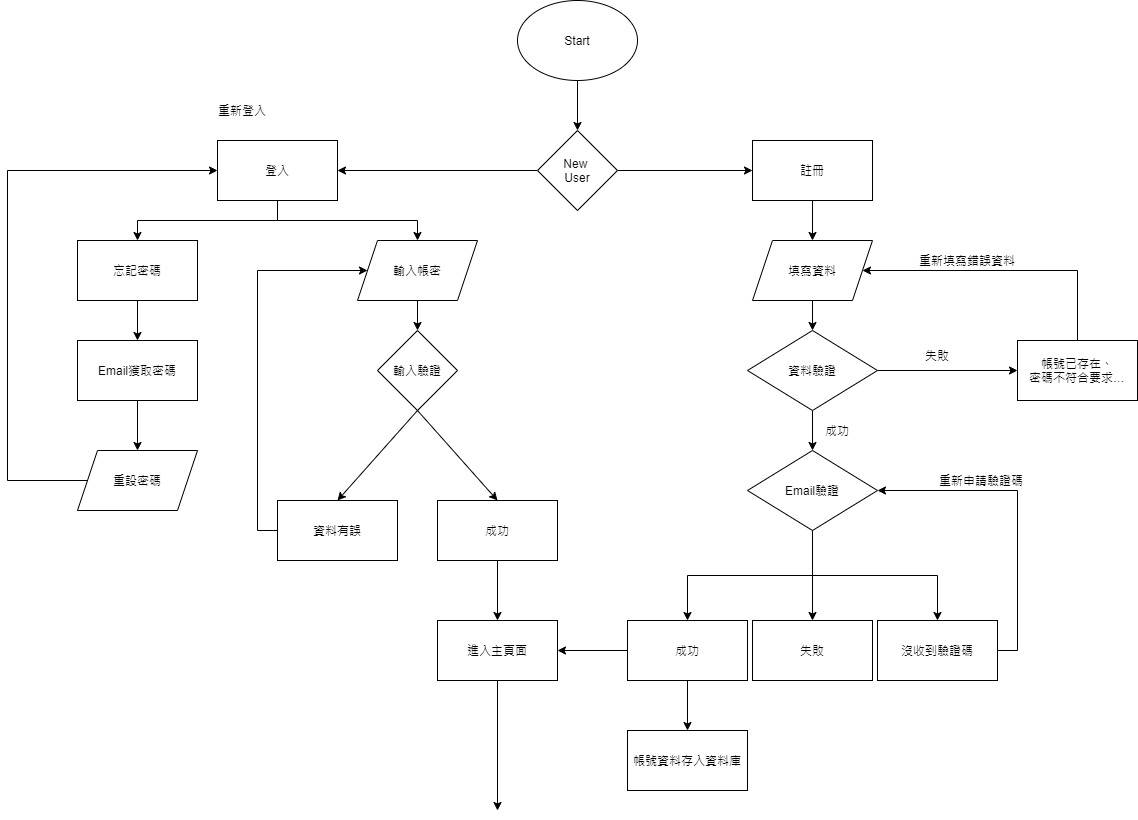 Start
重新登入
登入
New
User
註冊
忘記密碼
輸入帳密
填寫資料
重新填寫錯誤資料
Email獲取密碼
輸入驗證
資料驗證
失敗
帳號已存在、
密碼不符合要求...
成功
重設密碼
Email驗證
重新申請驗證碼
資料有誤
成功
進入主頁面
成功
失敗
沒收到驗證碼
帳號資料存入資料庫